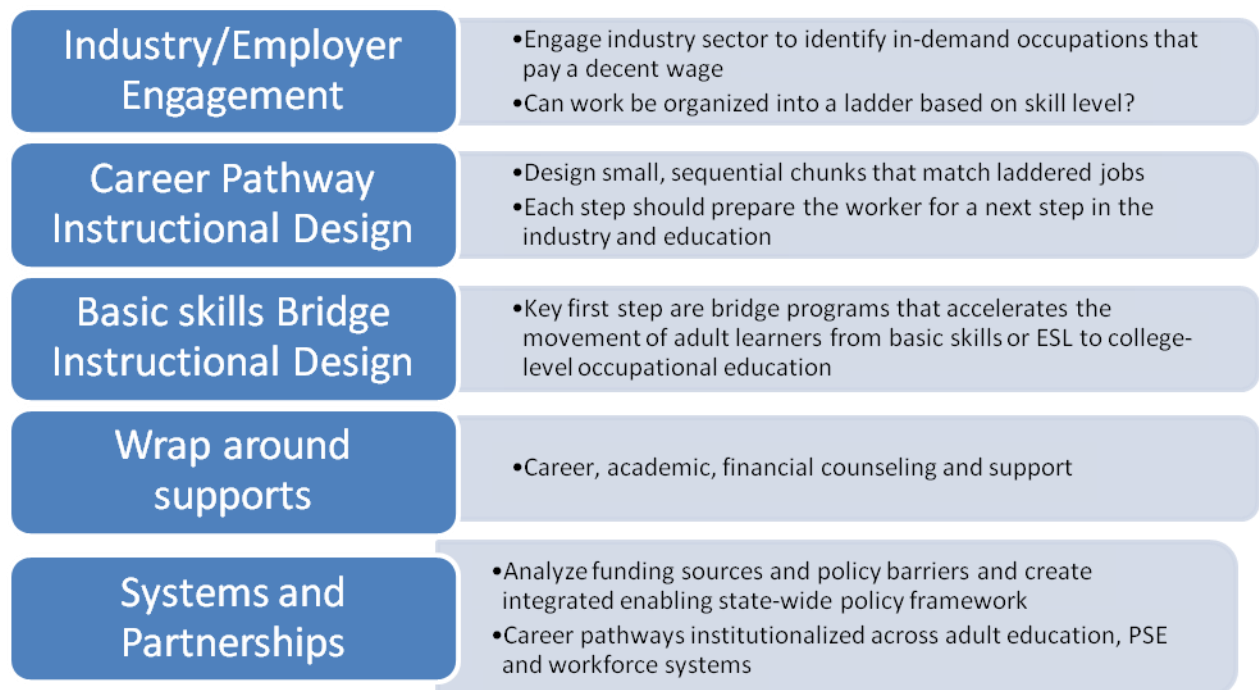 Industry/Employer
Engagement
•Engage industry sector to identify in-demand occupations that
pay a decent wage
•Can work be organized into a ladder based on skill level?
Career Pathway
Instructional Design
•Design small, sequential chunks that match laddered jobs
•Each step should prepare the worker for a next step in the
industry and education
Basic skills Bridge
Instructional Design
•Key first step are bridge programs that accelerates the
movement of adult learners from basic skills or ESL to college-
level occupational education
Wrap around
supports
•Career, academic, financial counseling and support
Systems and
Partnerships
•Analyze funding sources and policy barriers and create
integrated enabling state-wide policy framework
•Career pathways institutionalized across adult education, PSE
and workforce systems